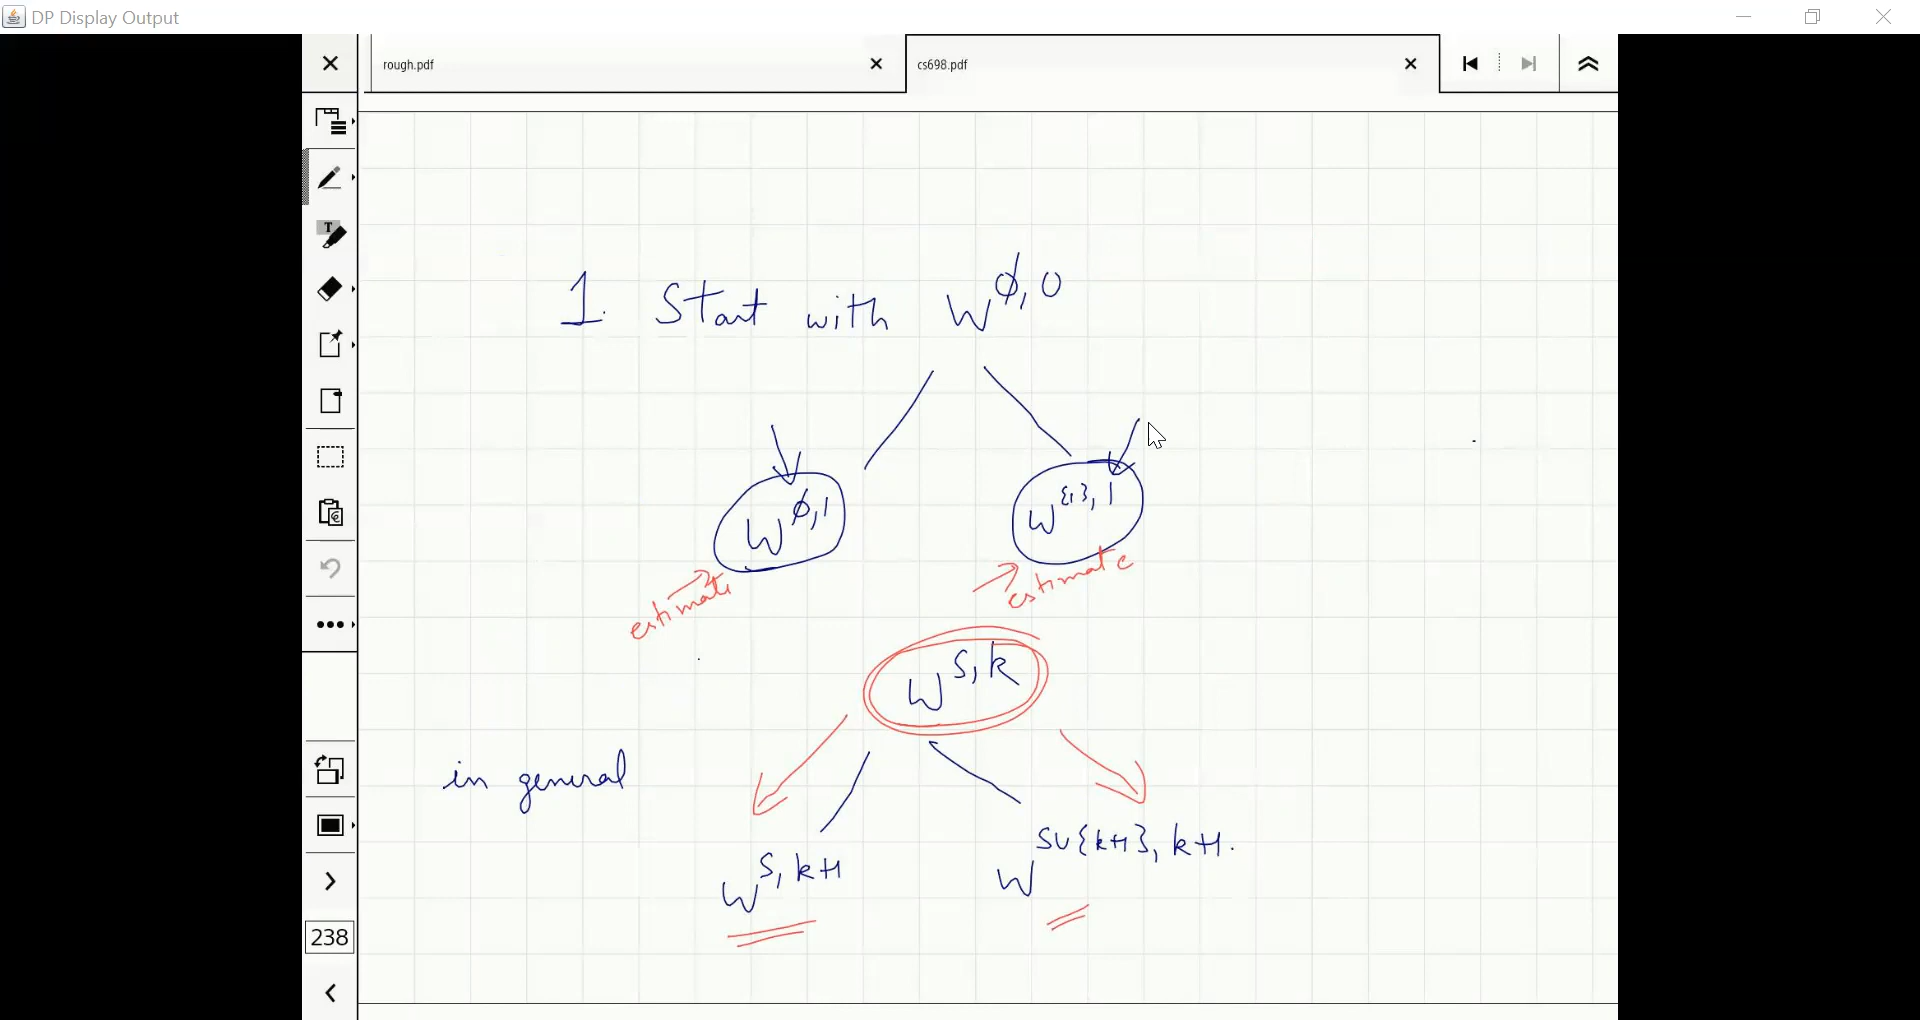 DP Display Output
rough.pdf cs698.pdf
1. Start with W^ϕ,0
W^ϕ,1 W^{1},1
estimate estimate
W^S,k
in general
W^S,k+1 W^SU{k+1},k+1.
238